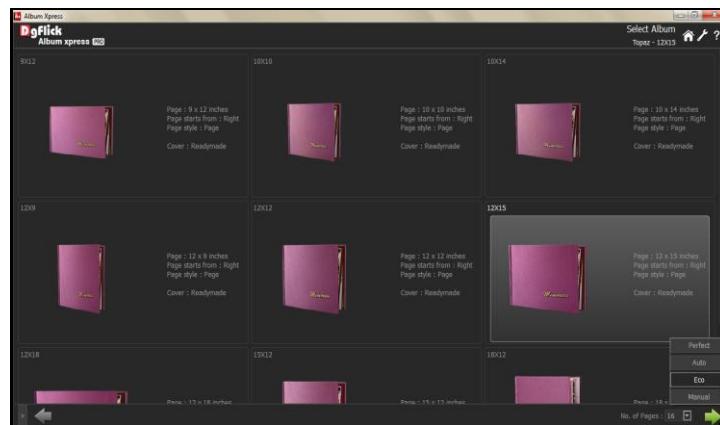 Album Xpress
DgFlick
Album xpress PRO
Select Album
Topaz - 12X15
?
9X12
Page : 9 x 12 inches
Page starts from : Right
Page style : Page
Cover : Readymade
10X10
Page : 10 x 10 inches
Page starts from : Right
Page style : Page
Cover : Readymade
10X14
Page : 10 x 14 inches
Page starts from : Right
Page style : Page
Cover : Readymade
12X9
Page : 12 x 9 inches
Page starts from : Right
Page style : Page
Cover : Readymade
12X12
Page : 12 x 12 inches
Page starts from : Right
Page style : Page
Cover : Readymade
12X15
Page : 12 x 15 inches
Page starts from : Right
Page style : Page
Cover : Readymade
12X18
Page : 12 x 18 inches
15X12
Page : 15 x 12 inches
18X12
Page : 18 x
Perfect
Auto
Eco
Manual
No. of Pages : 16